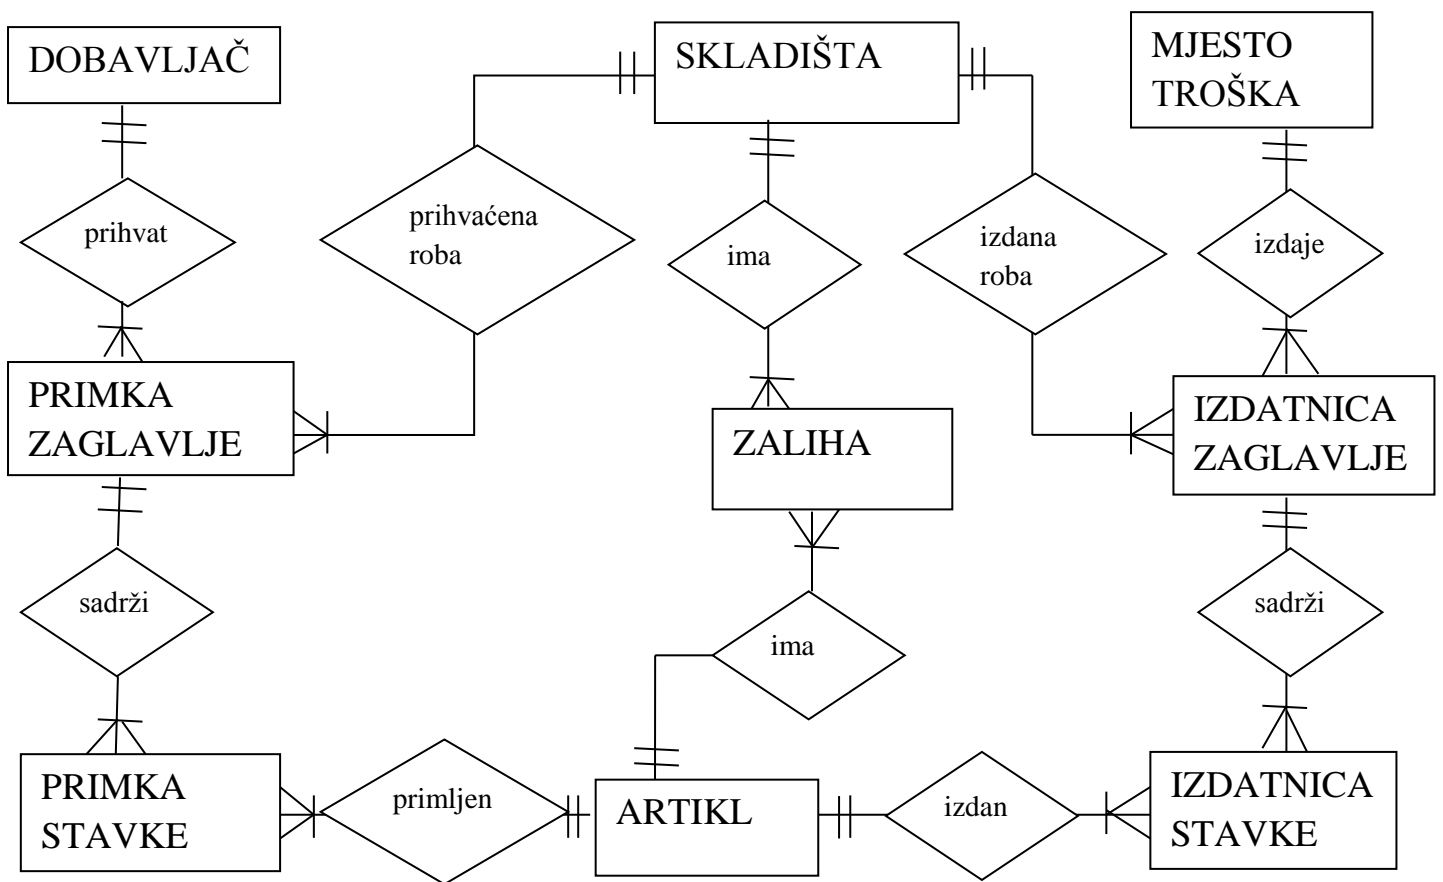 DOBAVLJAČ
SKLADIŠTA
MJESTO
TROŠKA
prihvat
prihvaćena
roba
ima
izdana
roba
izdaje
PRIMKA
ZAGLAVLJE
ZALIHA
IZDATNICA
ZAGLAVLJE
sadrži
ima
sadrži
PRIMKA
STAVKE
primljen
ARTIKL
izdan
IZDATNICA
STAVKE